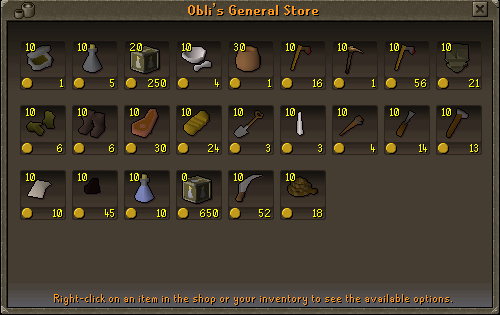 Obli's General Store
10 10 20 10 30 10 10 10 10
1 5 250 4 1 16 1 56 21
10 10 10 10 10 10 10 10 10
6 6 30 24 3 3 4 14 13
10 10 10 0 10 10
10 45 10 650 52 18
Right-click on an item in the shop or your inventory to see the available options.